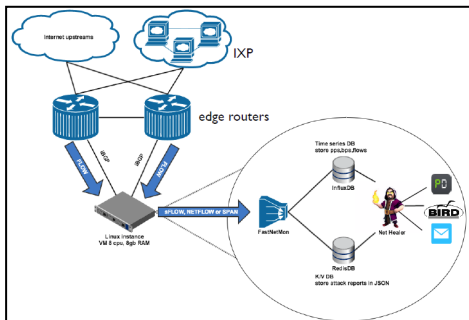 Internet upstreams
IXP
edge routers
iBGP
iBGP
FLOW
FLOW
Time series DB
store pps,bps,flows
InfluxDB
PD
sFLOW, NETFLOW or SPAN
FastNetMon
Net Healer
BIRD
Linux instance
VM 8 cpu, 8gb RAM
RedisDB
K/V DB
store attack reports in JSON